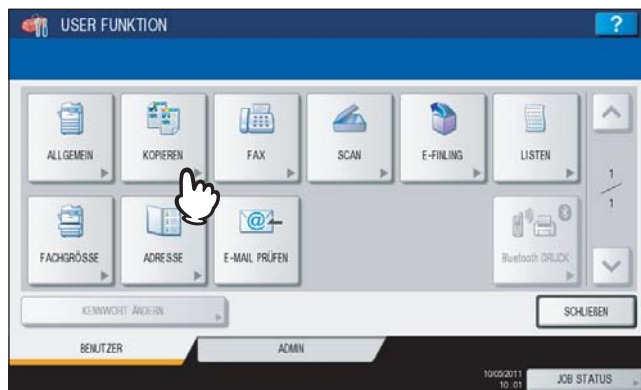 USER FUNKTION
?
ALLGEMEIN
KOPIEREN
FAX
SCAN
E-FINLING
LISTEN
1
1
FACHGRÖSSE
ADRESSE
E-MAIL PRÜFEN
Bluetooth DRUCK
KENNWORT ÄNDERN
SCHLIEßEN
BENUTZER
ADMIN
10/03/2011
10:01
JOB STATUS